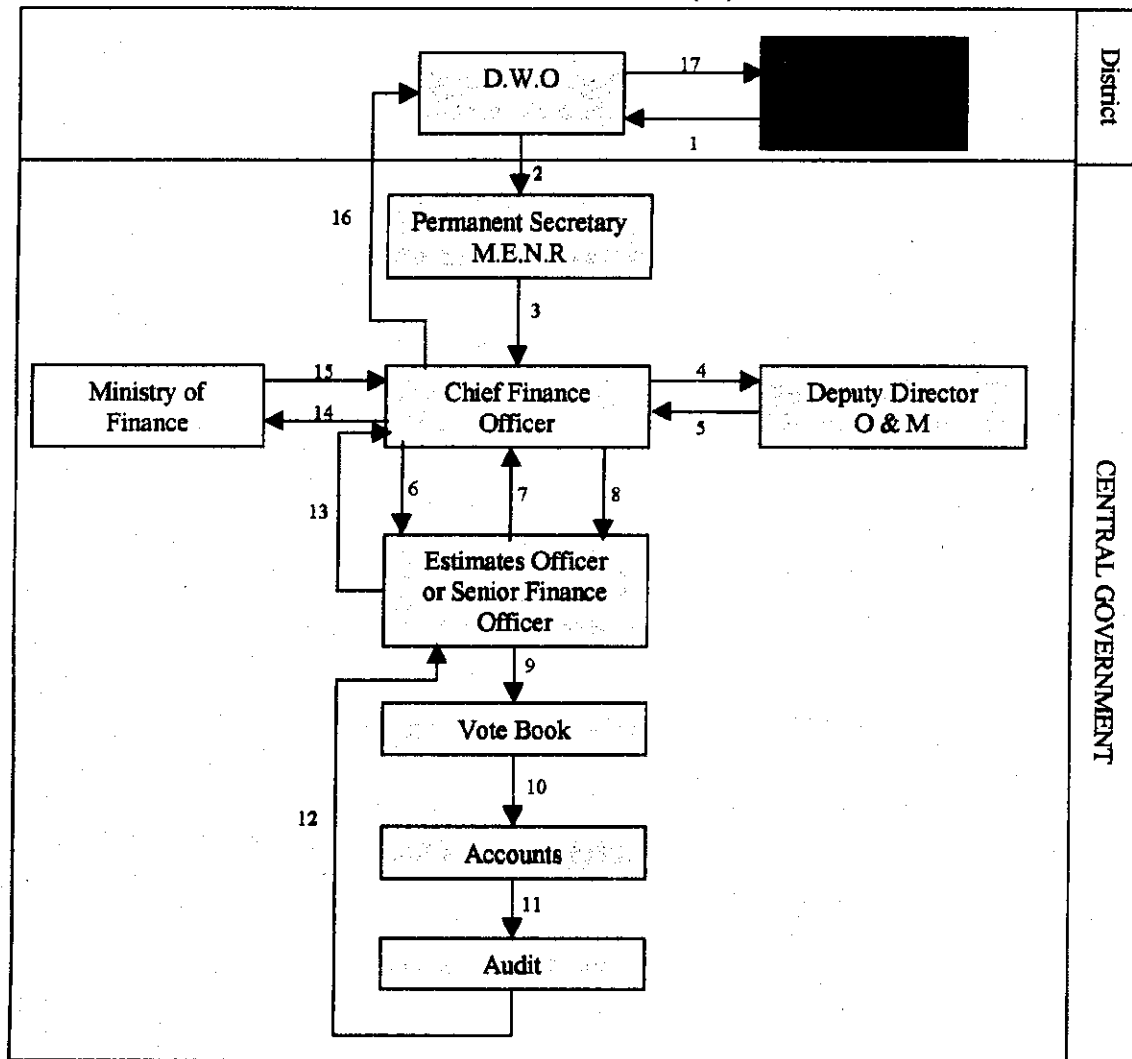 D.W.O
17
1
District
2
Permanent Secretary
M.E.N.R
16
3
Ministry of
Finance
15
14
Chief Finance
Officer
4
5
Deputy Director
O & M
13
6
7
8
Estimates Officer
or Senior Finance
Officer
9
Vote Book
10
12
Accounts
11
Audit
CENTRAL GOVERNMENT